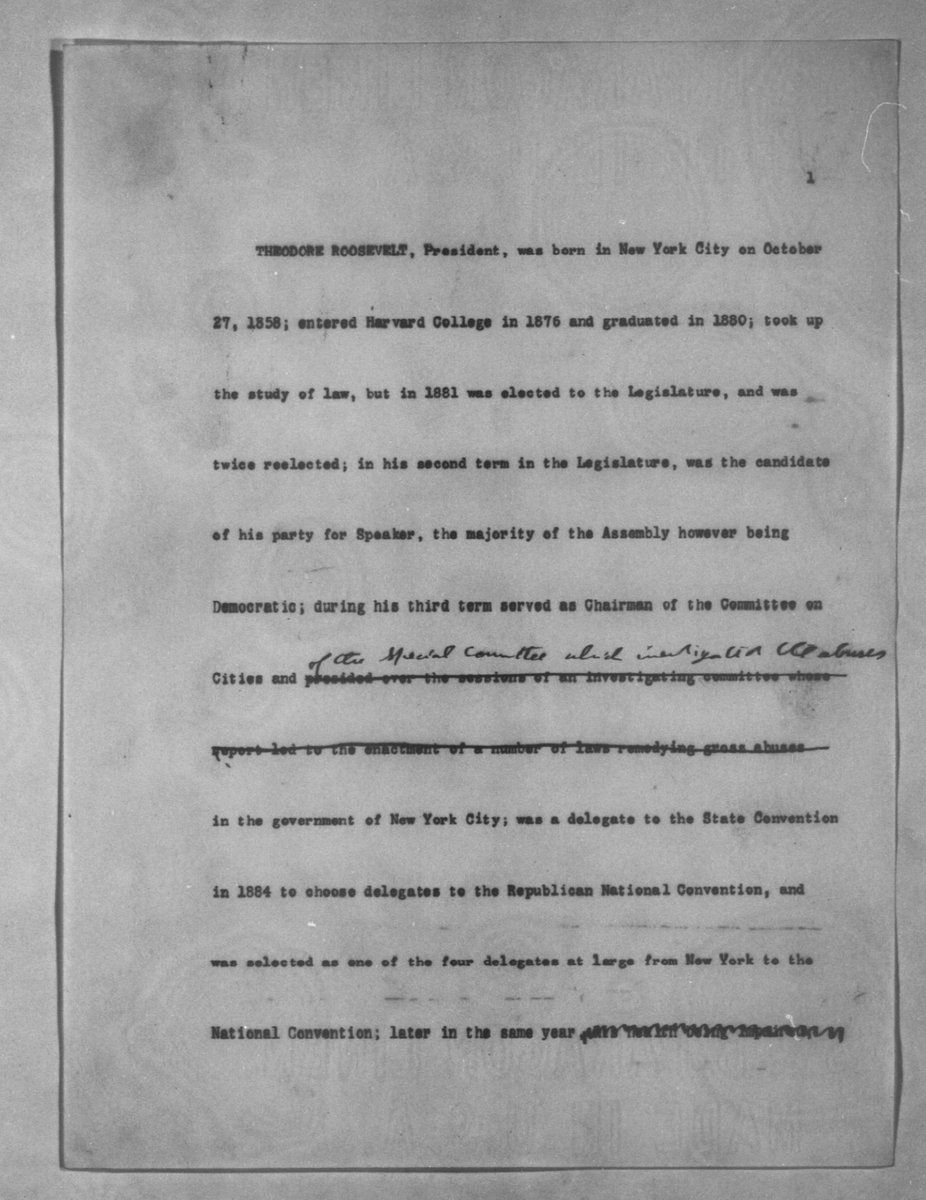 1
THEODORE ROOSEVELT, President, was born in New York City on October
27, 1858; entered Harvard College in 1876 and graduated in 1880; took up
the study of law, but in 1881 was elected to the Legislature, and was
twice reelected; in his second term in the Legislature, was the candidate
of his party for Speaker, the majority of the Assembly however being
Democratic; during his third term served as Chairman of the Committee on
of the special committee which investigated the abuses
Cities and presided over the sessions of an investigating committee whose
report led to the enactment of a number of laws remedying gross abuses
in the government of New York City; was a delegate to the State Convention
in 1884 to choose delegates to the Republican National Convention, and
was selected as one of the four delegates at large from New York to the
National Convention; later in the same year his health being impaired,